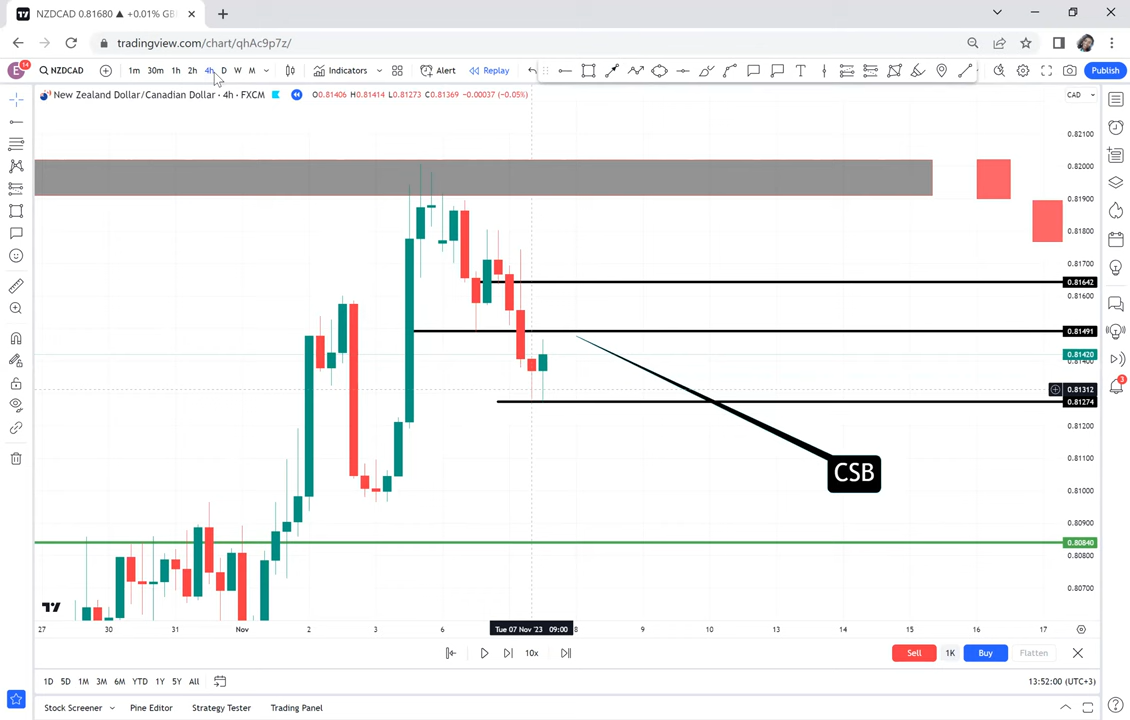 NZDCAD 0.81680 ▲ +0.01% GB
tradingview.com/chart/qhAc9p7z/
E 14 NZDCAD 1m 30m 1h 2h 4h D W M Indicators Alert Replay T Publish
New Zealand Dollar/Canadian Dollar · 4h · FXCM O0.81406 H0.81414 L0.81273 C0.81369 −0.00037 (−0.05%) CAD
0.82100
0.82000
0.81900
0.81800
0.81700
0.81642
0.81600
0.81491
0.81420
0.81400
0.81312
0.81274
0.81200
0.81100
CSB
0.81000
0.80900
0.80840
0.80800
0.80700
27 30 31 Nov 2 3 6 Tue 07 Nov '23 09:00 8 9 10 13 14 15 16 17
10x Sell 1K Buy Flatten
1D 5D 1M 3M 6M YTD 1Y 5Y All 13:52:00 (UTC+3)
Stock Screener Pine Editor Strategy Tester Trading Panel
3